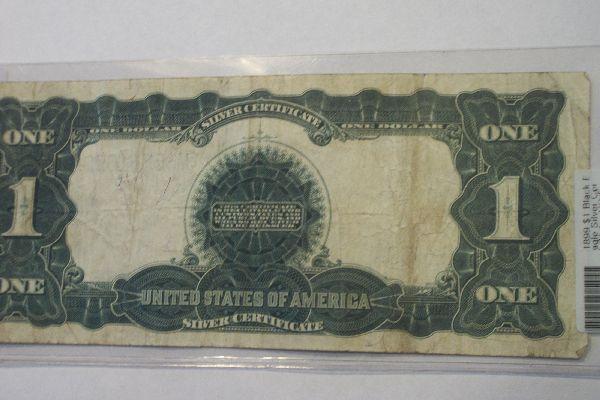 SILVER CERTIFICATE
ONE ONE DOLLAR ONE DOLLAR ONE
1 1
ONE ONE
UNITED STATES OF AMERICA
SILVER CERTIFICATE
1899 $1 Black E
agle Silver Cer